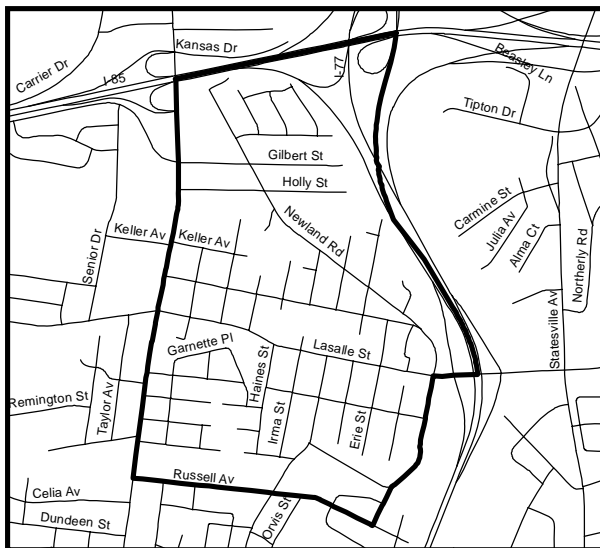 Kansas Dr
Carrier Dr
I-85
I-77
Beasley Ln
Tipton Dr
Gilbert St
Holly St
Carmine St
Julia Av
Alma Ct
Northerly Rd
Newland Rd
Keller Av
Keller Av
Senior Dr
Statesville Av
Garnette Pl
Lasalle St
Haines St
Remington St
Taylor Av
Irma St
Erie St
Russell Av
Celia Av
Orvis St
Dundeen St